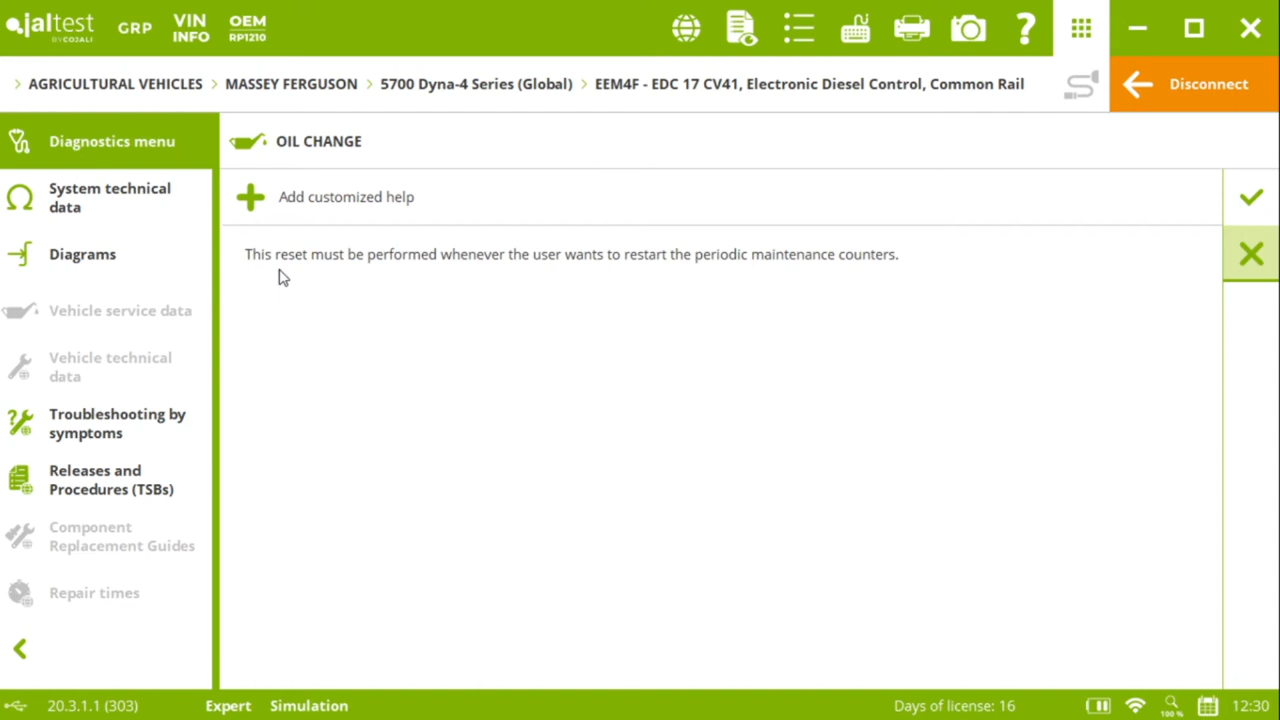 jaltest
BY COJALI
GRP
VIN
INFO
OEM
RP1210
AGRICULTURAL VEHICLES
MASSEY FERGUSON
5700 Dyna-4 Series (Global)
EEM4F - EDC 17 CV41, Electronic Diesel Control, Common Rail
Disconnect
Diagnostics menu
System technical
data
Diagrams
Vehicle service data
Vehicle technical
data
Troubleshooting by
symptoms
Releases and
Procedures (TSBs)
Component
Replacement Guides
Repair times
OIL CHANGE
Add customized help
This reset must be performed whenever the user wants to restart the periodic maintenance counters.
20.3.1.1 (303)
Expert
Simulation
Days of license: 16
100 %
12:30